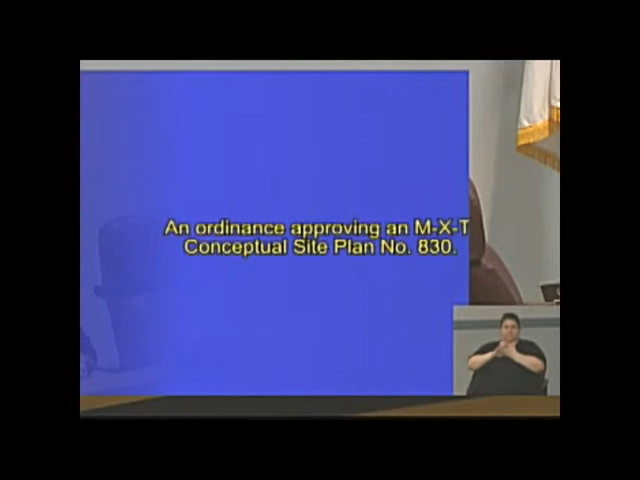 An ordinance approving an M-X-T
Conceptual Site Plan No. 830.